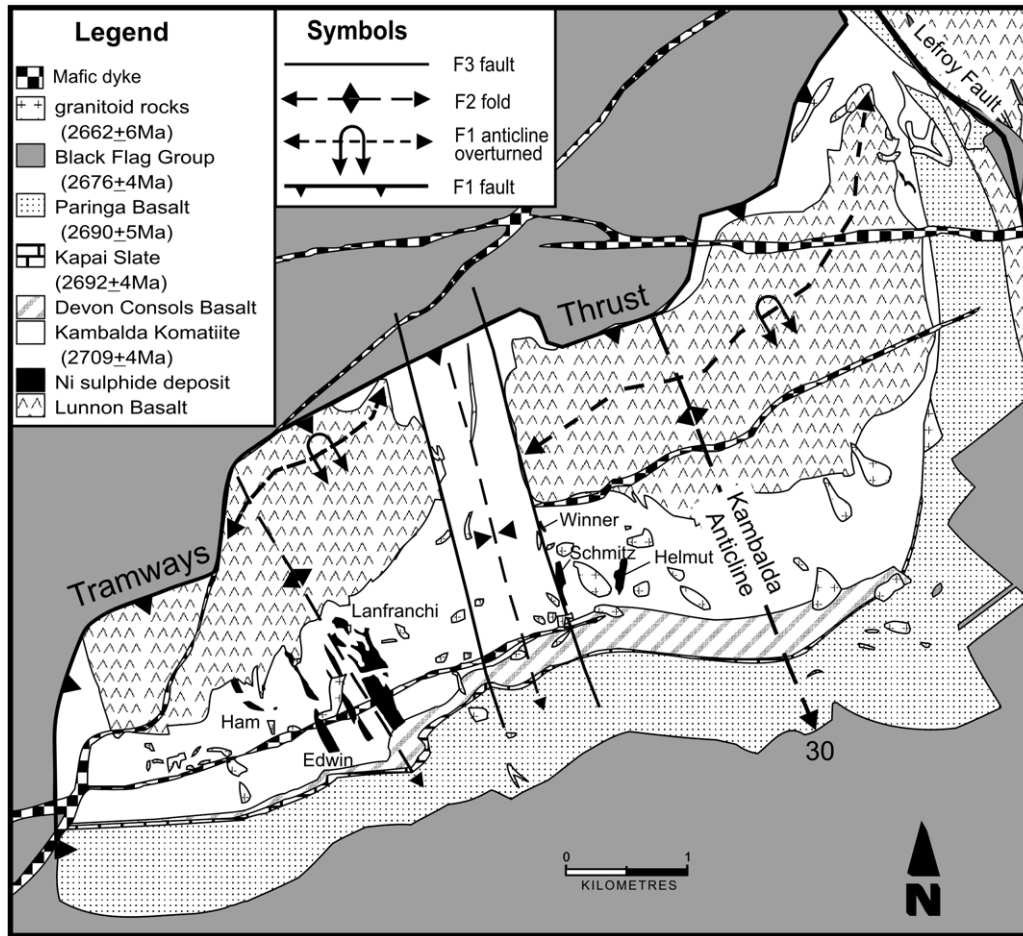 Legend
Mafic dyke
granitoid rocks
(2662±6Ma)
Black Flag Group
(2676±4Ma)
Paringa Basalt
(2690±5Ma)
Kapai Slate
(2692±4Ma)
Devon Consols Basalt
Kambalda Komatiite
(2709±4Ma)
Ni sulphide deposit
Lunnon Basalt
Symbols
F3 fault
F2 fold
F1 anticline
overturned
F1 fault
Lefroy Fault
Thrust
Tramways
Kambalda
Anticline
Winner
Schmitz
Helmut
Lanfranchi
Ham
Edwin
30
0 1
KILOMETRES
N